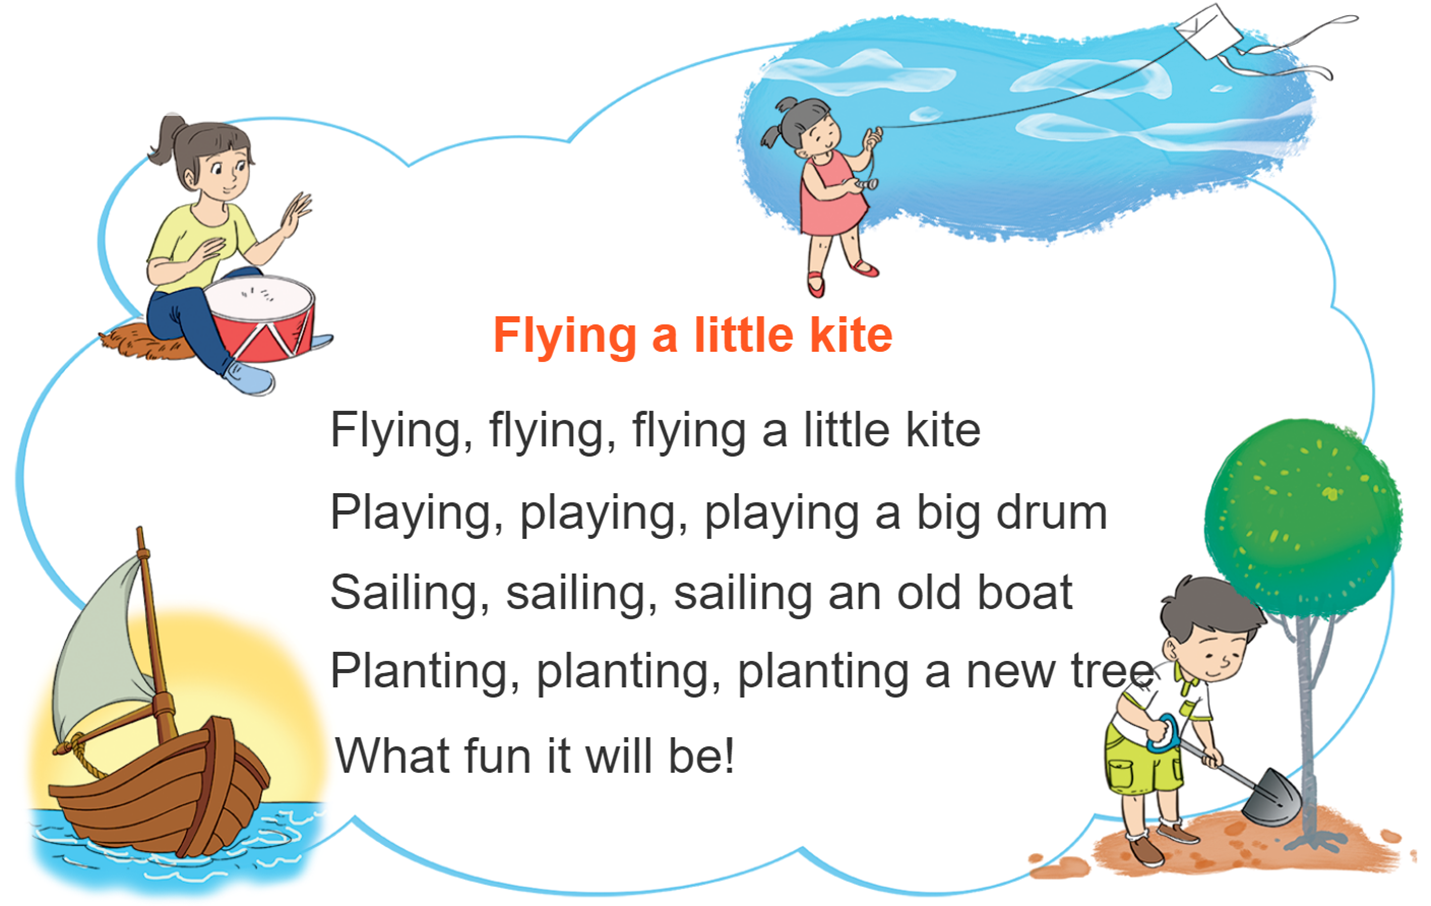 Flying a little kite
Flying, flying, flying a little kite
Playing, playing, playing a big drum
Sailing, sailing, sailing an old boat
Planting, planting, planting a new tree
What fun it will be!